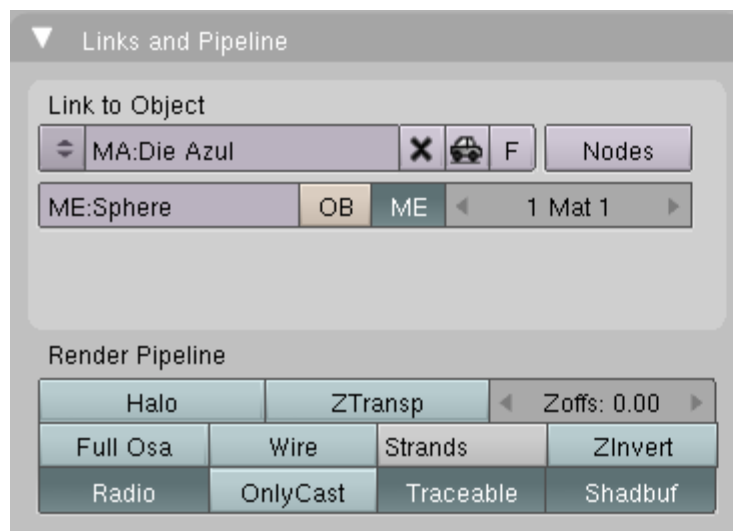 Links and Pipeline
Link to Object
MA:Die Azul F Nodes
ME:Sphere OB ME 1 Mat 1
Render Pipeline
Halo ZTransp Zoffs: 0.00
Full Osa Wire Strands ZInvert
Radio OnlyCast Traceable Shadbuf